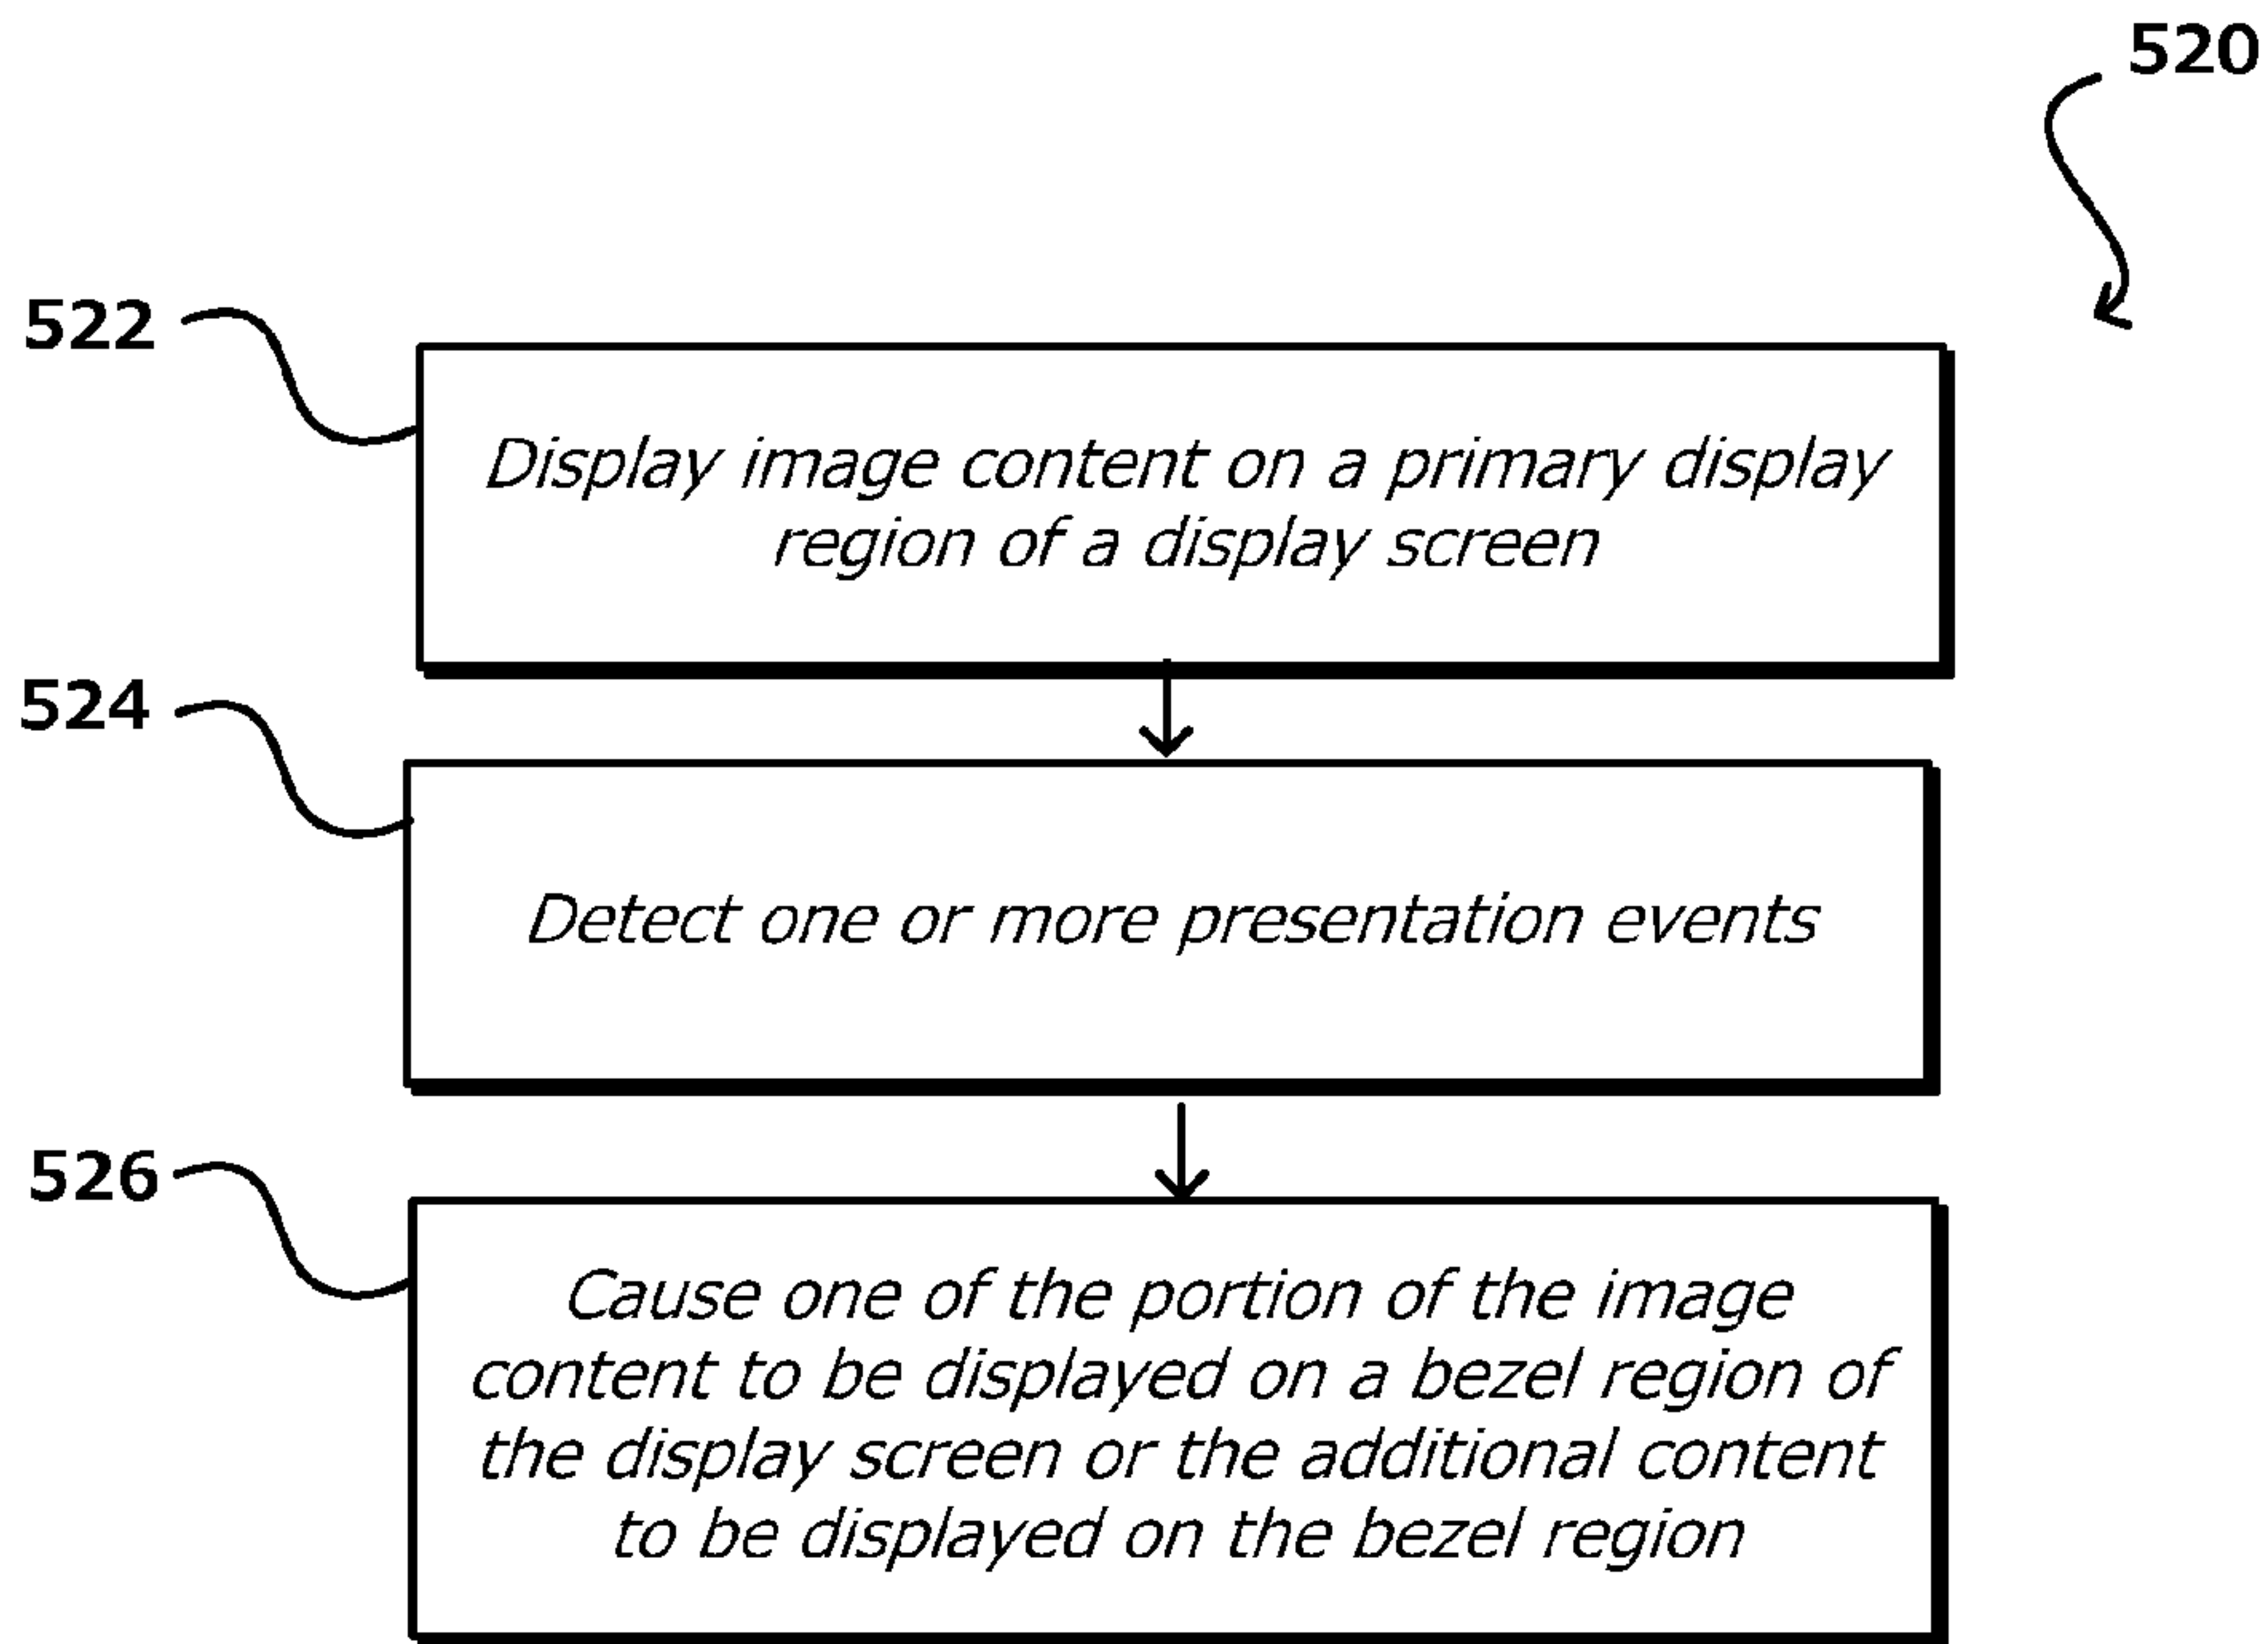 520
522
Display image content on a primary display
region of a display screen
524
Detect one or more presentation events
526
Cause one of the portion of the image
content to be displayed on a bezel region of
the display screen or the additional content
to be displayed on the bezel region